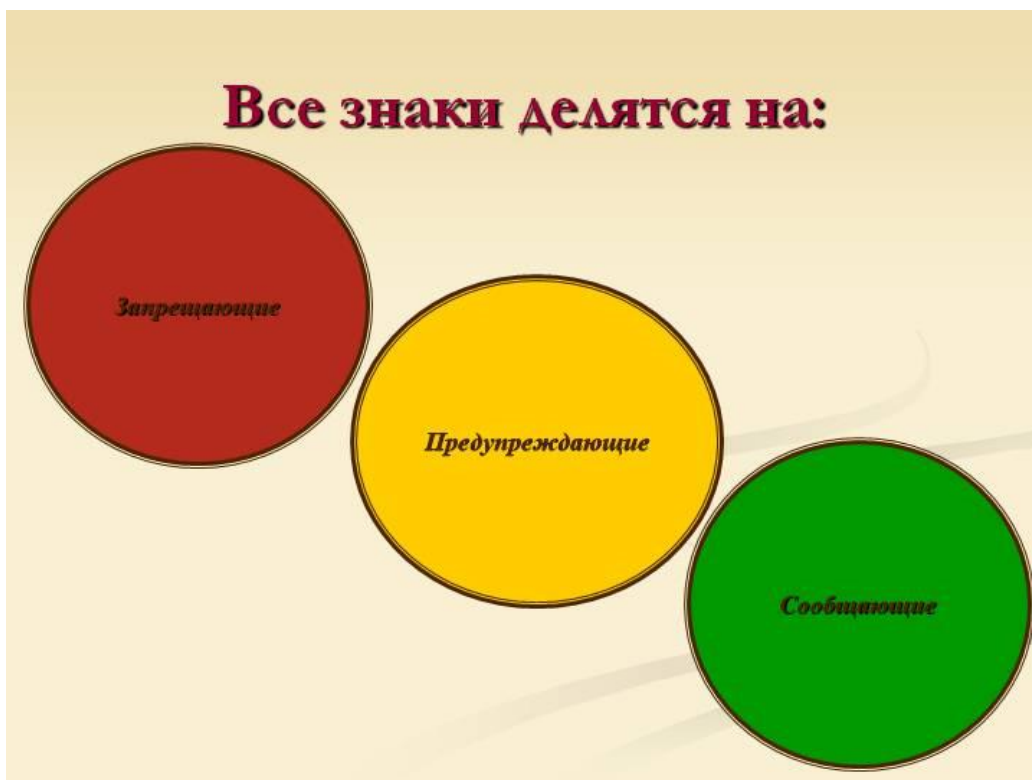 Все знаки делятся на:
Запрещающие
Предупреждающие
Сообщающие